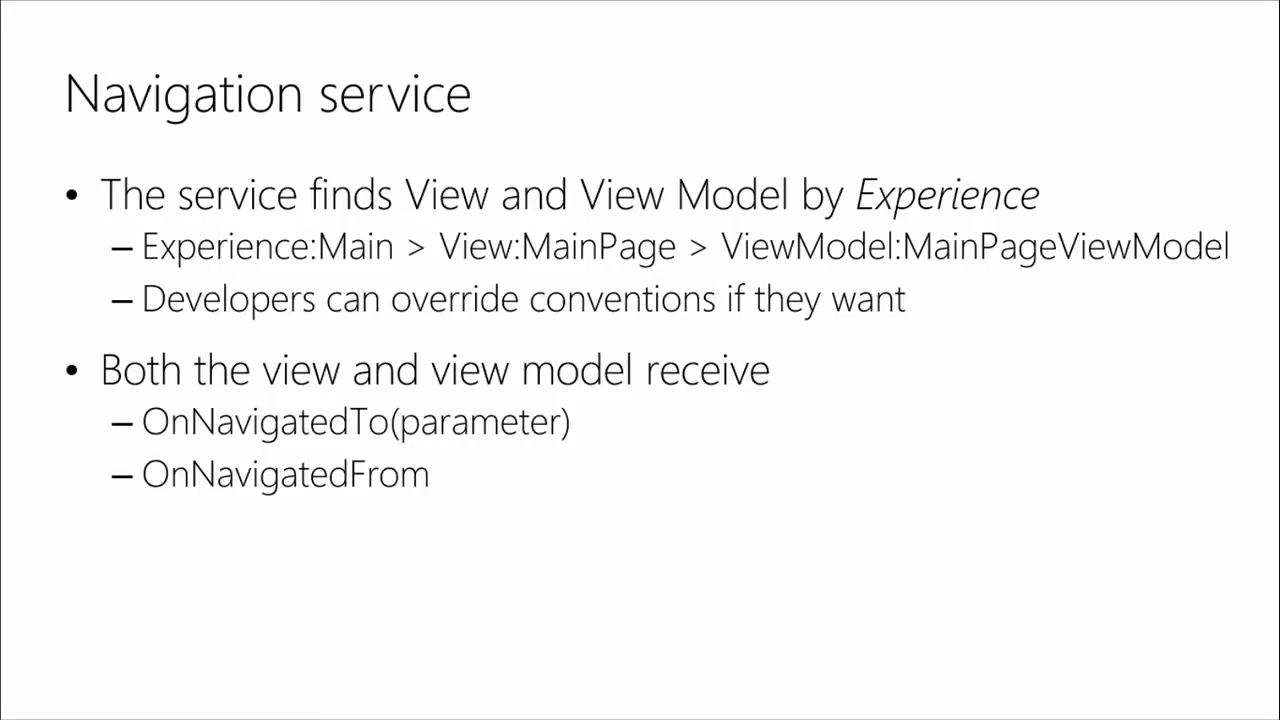 Navigation service
• The service finds View and View Model by Experience
– Experience:Main > View:MainPage > ViewModel:MainPageViewModel
– Developers can override conventions if they want
• Both the view and view model receive
– OnNavigatedTo(parameter)
– OnNavigatedFrom